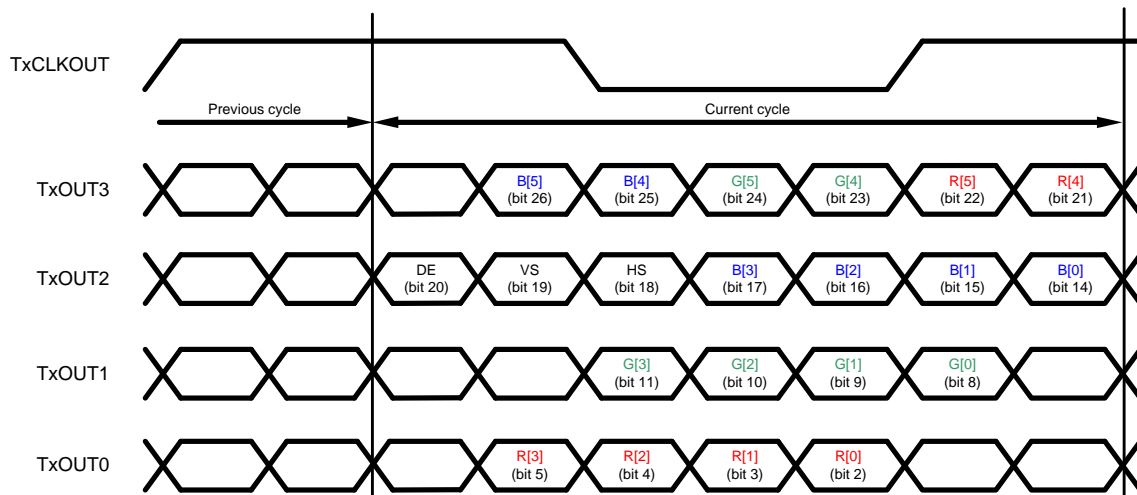 TxCLKOUT
Previous cycle Current cycle
TxOUT3 B[5] B[4] G[5] G[4] R[5] R[4]
(bit 26) (bit 25) (bit 24) (bit 23) (bit 22) (bit 21)
TxOUT2 DE VS HS B[3] B[2] B[1] B[0]
(bit 20) (bit 19) (bit 18) (bit 17) (bit 16) (bit 15) (bit 14)
TxOUT1 G[3] G[2] G[1] G[0]
(bit 11) (bit 10) (bit 9) (bit 8)
TxOUT0 R[3] R[2] R[1] R[0]
(bit 5) (bit 4) (bit 3) (bit 2)